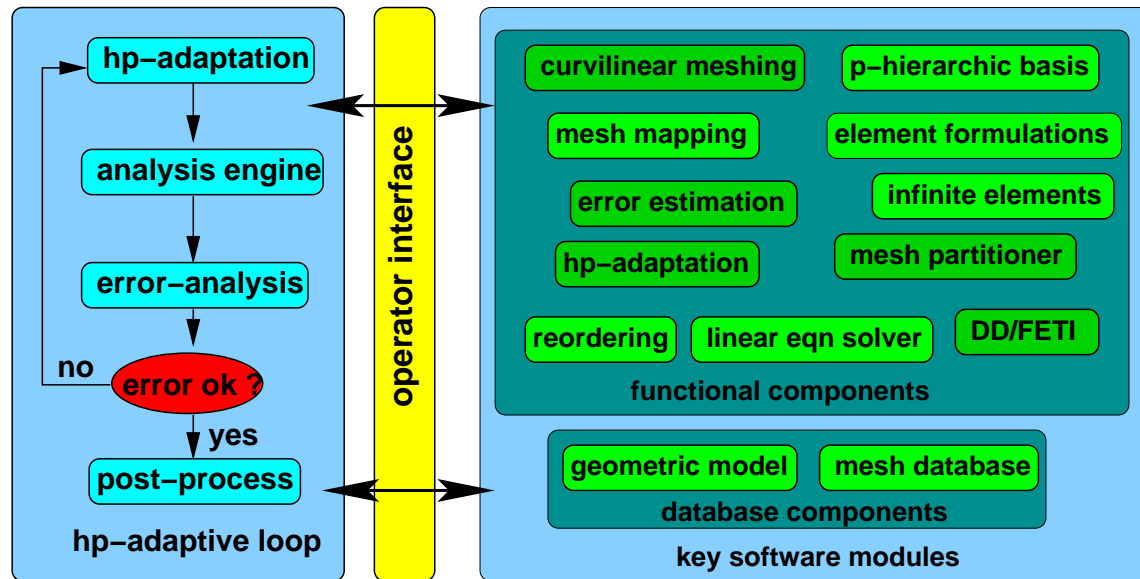 hp−adaptation
analysis engine
error−analysis
no
error ok ?
yes
post−process
hp−adaptive loop
operator interface
curvilinear meshing
p−hierarchic basis
mesh mapping
element formulations
error estimation
infinite elements
hp−adaptation
mesh partitioner
reordering
linear eqn solver
DD/FETI
functional components
geometric model
mesh database
database components
key software modules